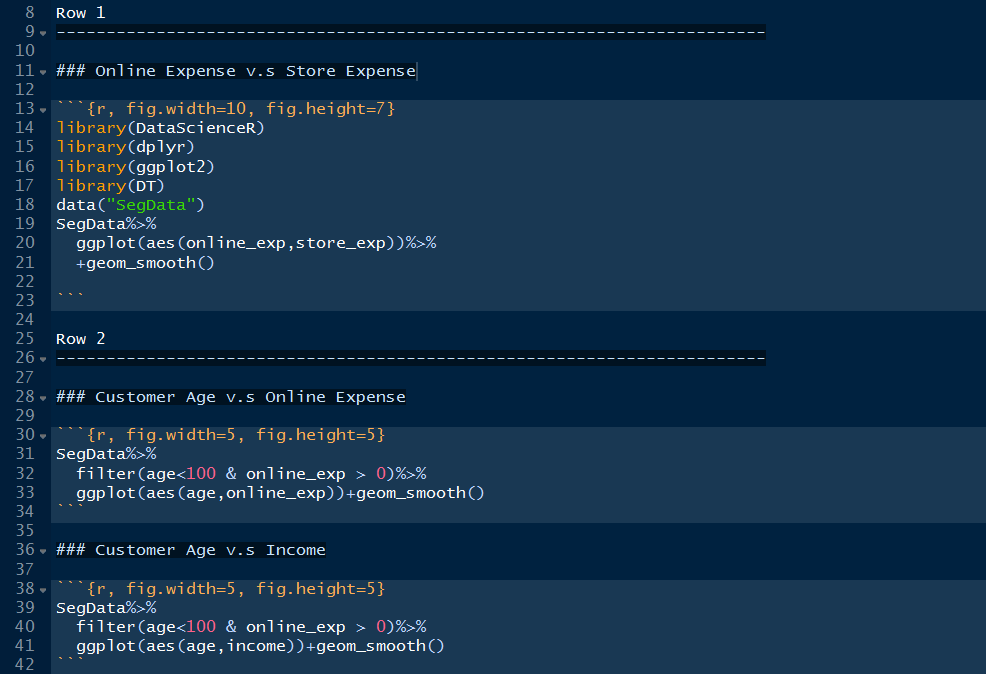 8 Row 1
9 -----------------------------------------------------------------------
10
11 ### Online Expense v.s Store Expense
12
13 ```{r, fig.width=10, fig.height=7}
14 library(DataScienceR)
15 library(dplyr)
16 library(ggplot2)
17 library(DT)
18 data("SegData")
19 SegData%>%
20   ggplot(aes(online_exp,store_exp))%>%
21   +geom_smooth()
22
23 ```
24
25 Row 2
26 -----------------------------------------------------------------------
27
28 ### Customer Age v.s Online Expense
29
30 ```{r, fig.width=5, fig.height=5}
31 SegData%>%
32   filter(age<100 & online_exp > 0)%>%
33   ggplot(aes(age,online_exp))+geom_smooth()
34 ```
35
36 ### Customer Age v.s Income
37
38 ```{r, fig.width=5, fig.height=5}
39 SegData%>%
40   filter(age<100 & online_exp > 0)%>%
41   ggplot(aes(age,income))+geom_smooth()
42 ```